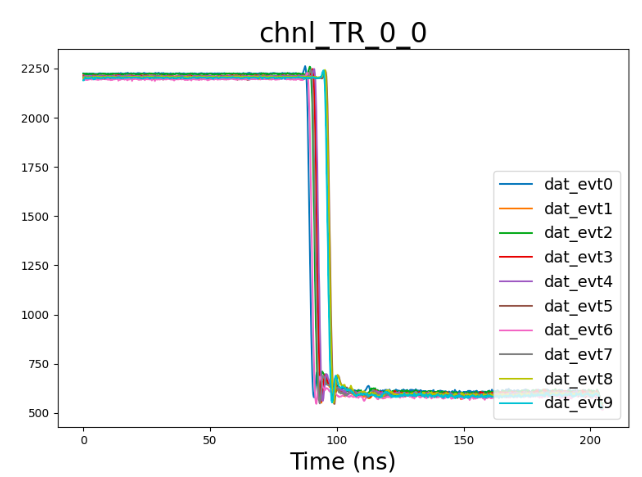 chnl_TR_0_0
2250
2000
1750
1500
1250
1000
750
500
dat_evt0
dat_evt1
dat_evt2
dat_evt3
dat_evt4
dat_evt5
dat_evt6
dat_evt7
dat_evt8
dat_evt9
0 50 100 150 200
Time (ns)